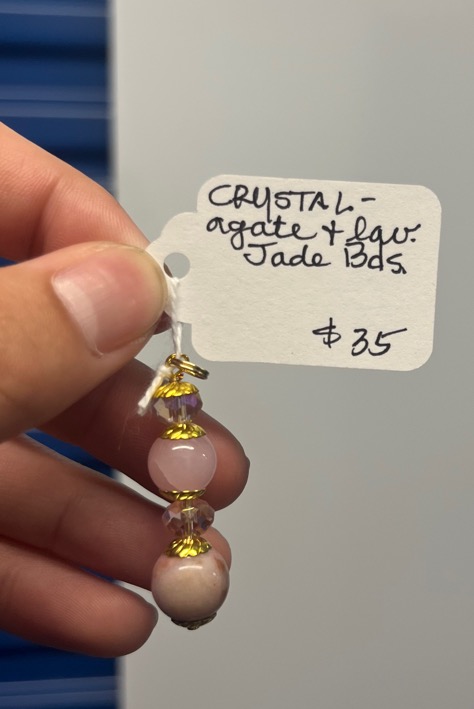 CRYSTAL-
agate + lav.
Jade Bds.
$35